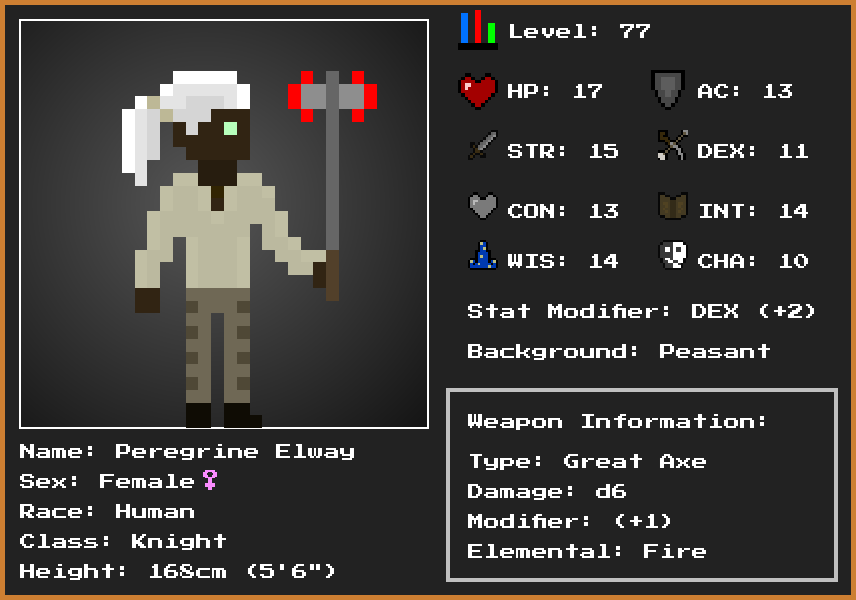 Level: 77
HP: 17 AC: 13
STR: 15 DEX: 11
CON: 13 INT: 14
WIS: 14 CHA: 10
Stat Modifier: DEX (+2)
Background: Peasant
Name: Peregrine Elway
Sex: Female♀
Race: Human
Class: Knight
Height: 168cm (5'6")
Weapon Information:
Type: Great Axe
Damage: d6
Modifier: (+1)
Elemental: Fire